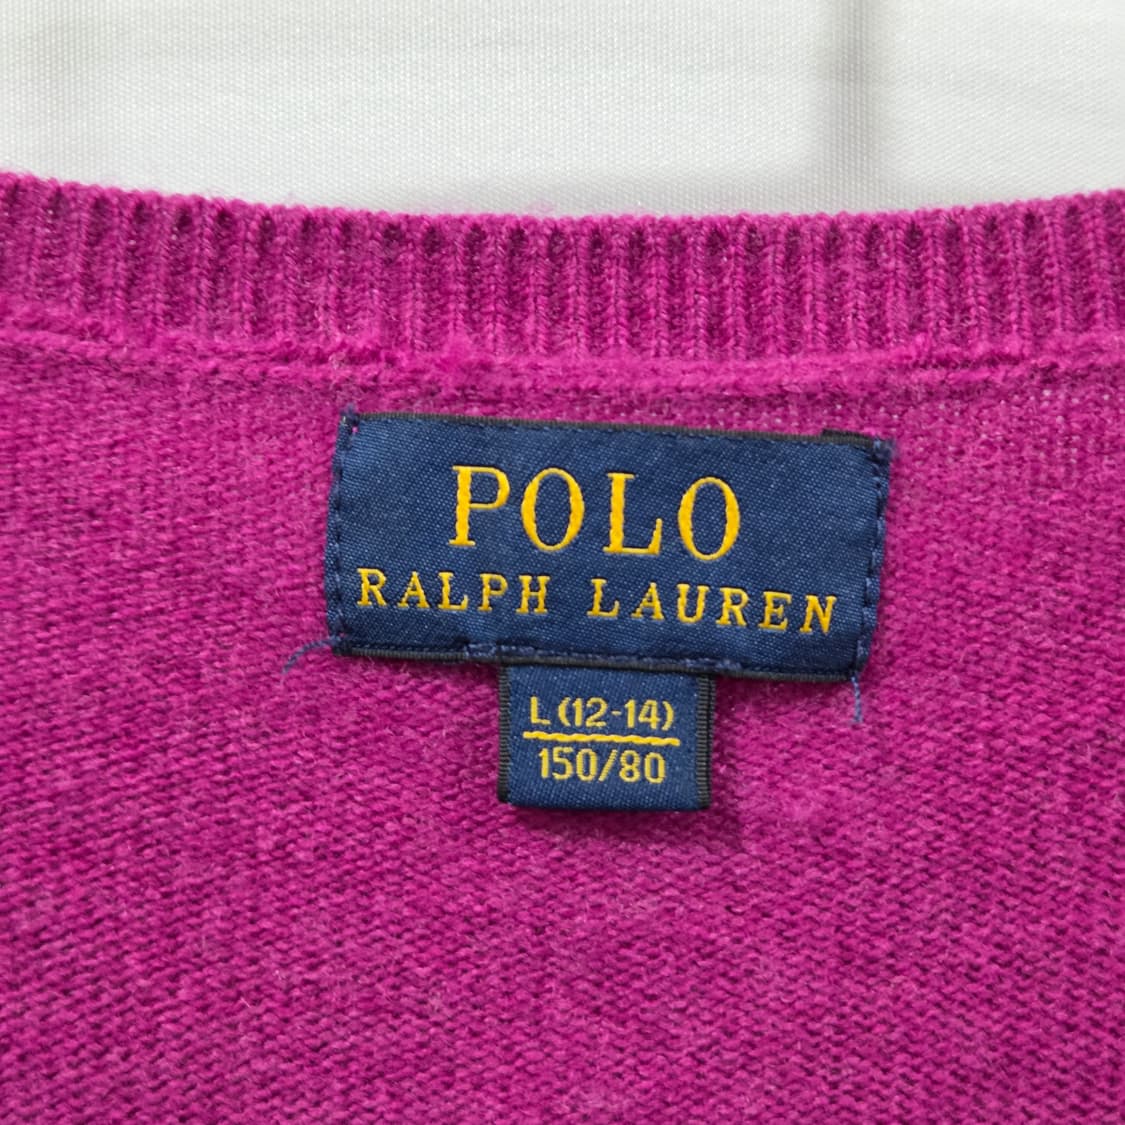 POLO
RALPH LAUREN
L (12-14)
150/80